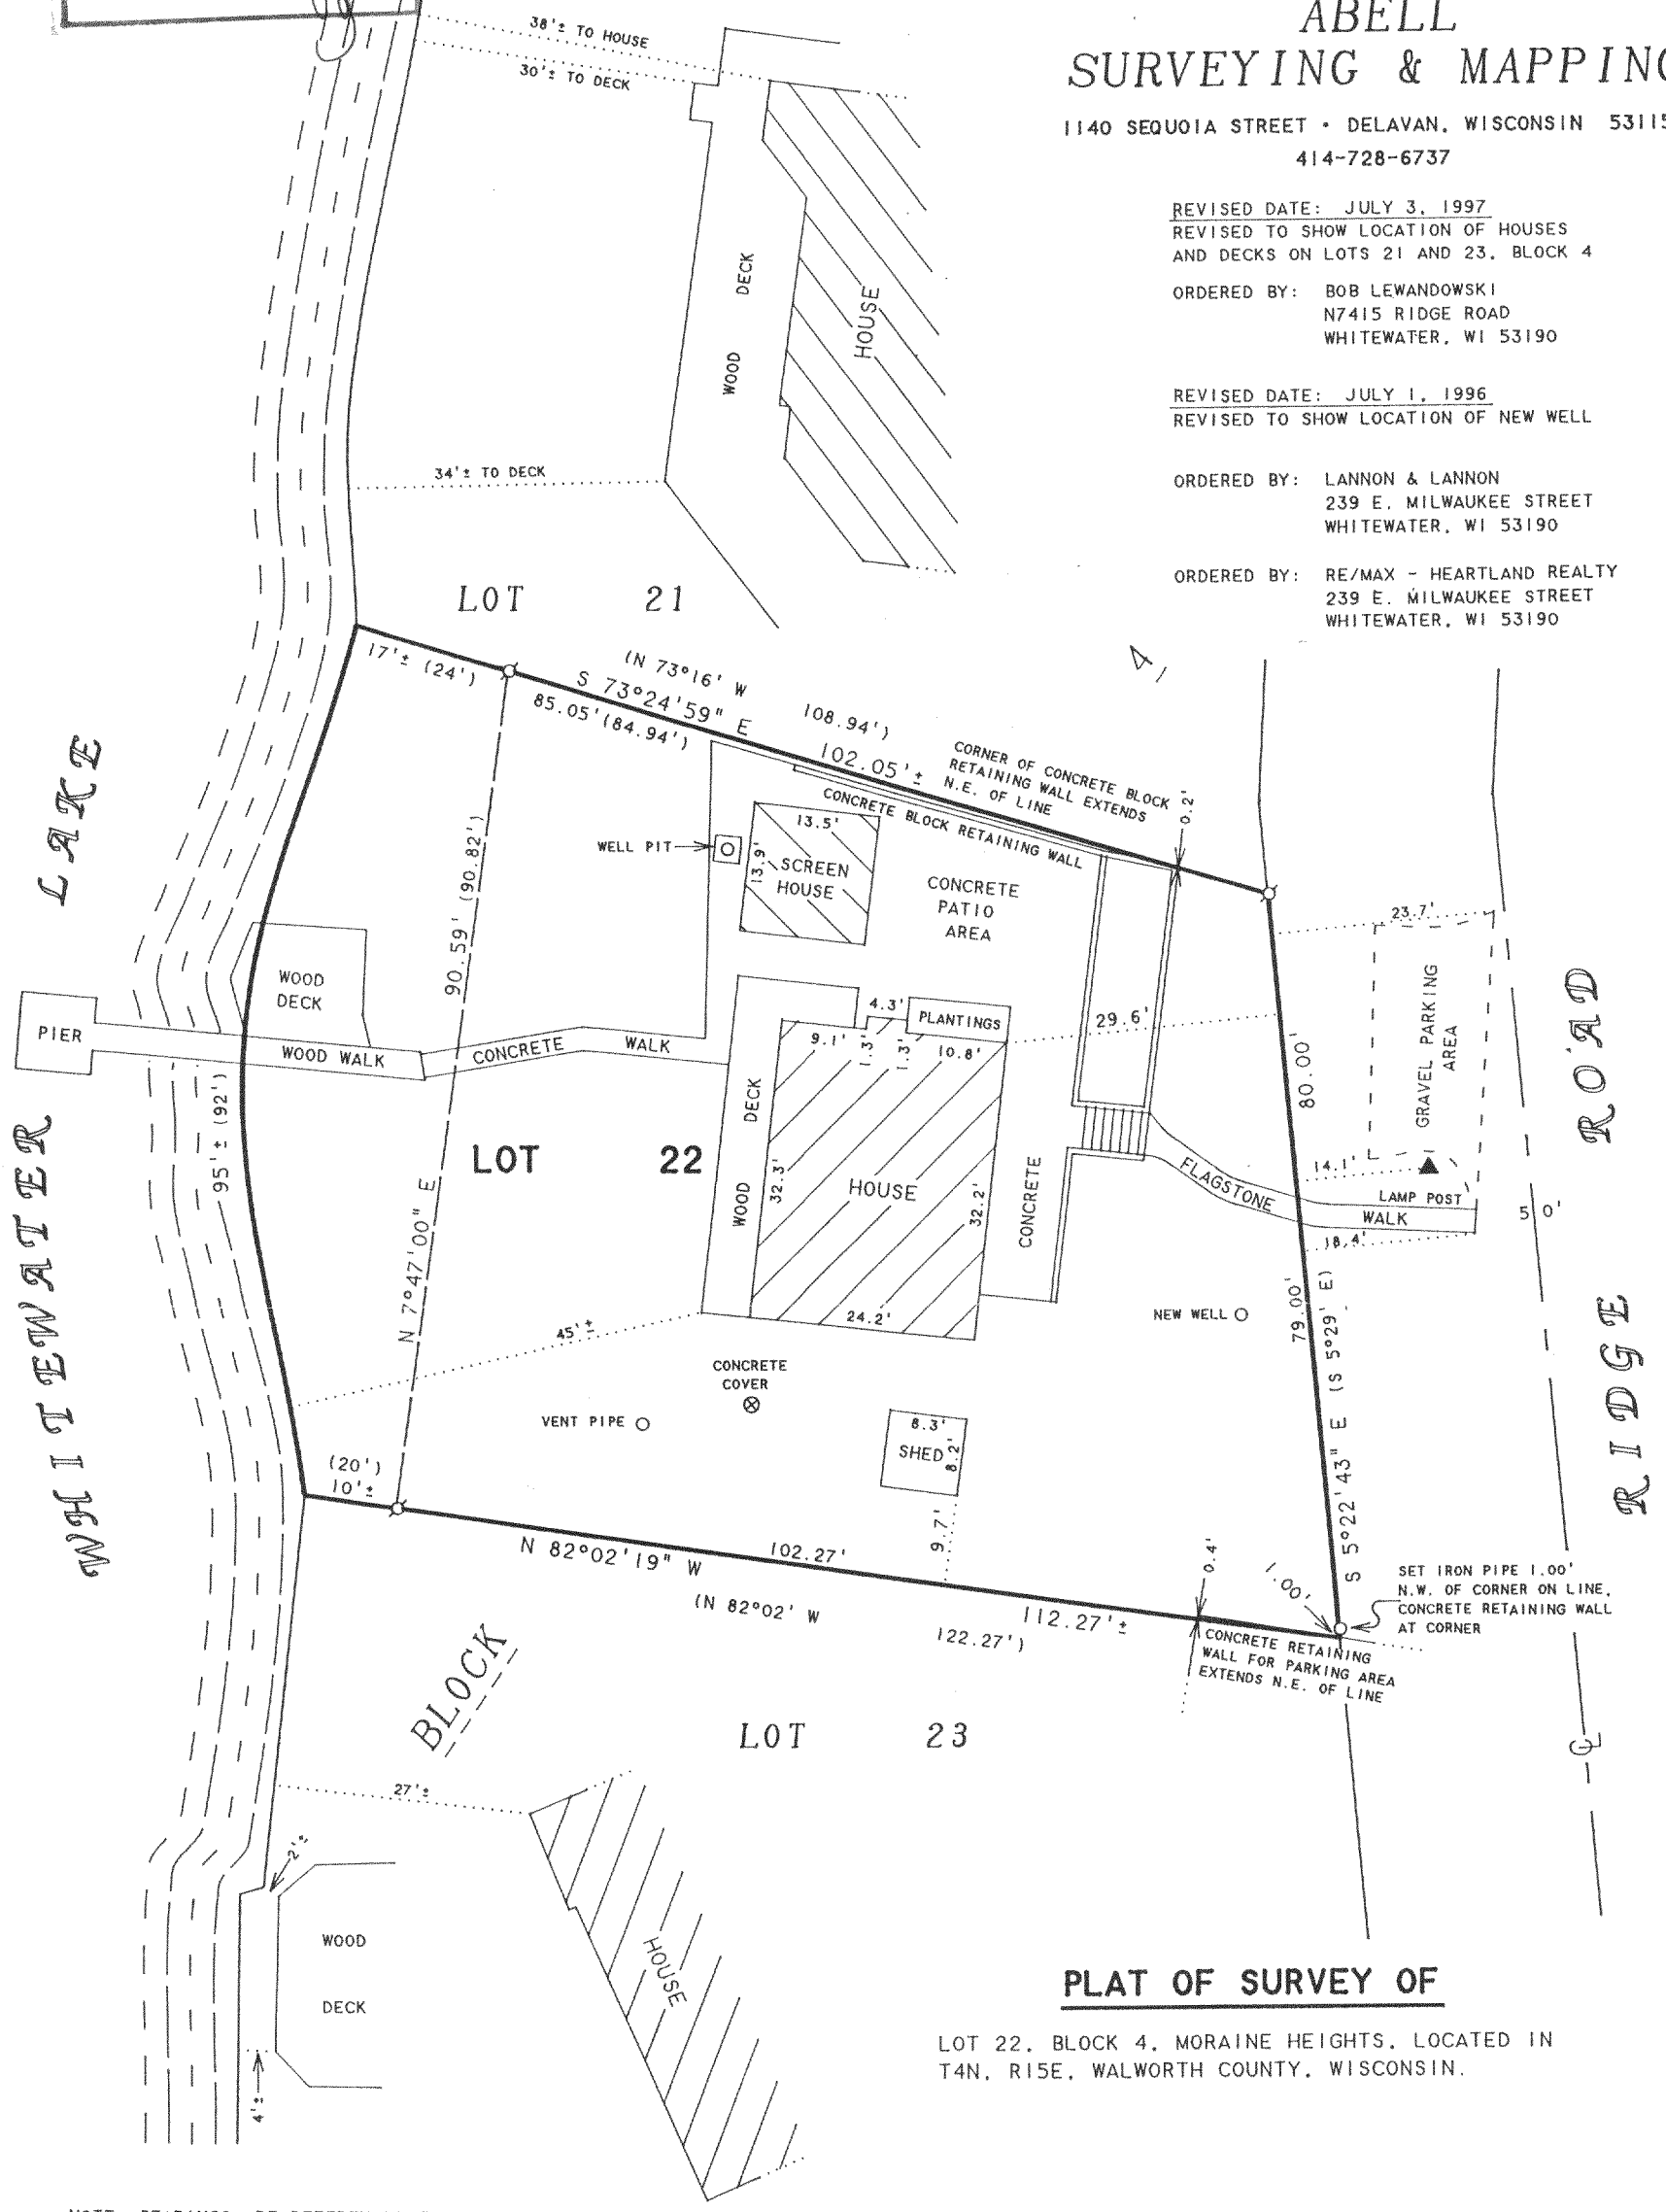 ABELL
SURVEYING & MAPPING
1140 SEQUOIA STREET • DELAVAN, WISCONSIN 53115
414-728-6737
REVISED DATE: JULY 3, 1997
REVISED TO SHOW LOCATION OF HOUSES
AND DECKS ON LOTS 21 AND 23, BLOCK 4
ORDERED BY: BOB LEWANDOWSKI
N7415 RIDGE ROAD
WHITEWATER, WI 53190
REVISED DATE: JULY 1, 1996
REVISED TO SHOW LOCATION OF NEW WELL
ORDERED BY: LANNON & LANNON
239 E. MILWAUKEE STREET
WHITEWATER, WI 53190
ORDERED BY: RE/MAX - HEARTLAND REALTY
239 E. MILWAUKEE STREET
WHITEWATER, WI 53190
38'± TO HOUSE
30'± TO DECK
WOOD DECK
HOUSE
34'± TO DECK
LOT 21
17'± (24')
(N 73°16' W 108.94')
S 73°24'59" E 102.05'±
85.05'(84.94')
4
CORNER OF CONCRETE BLOCK
RETAINING WALL EXTENDS
N.E. OF LINE
0.2'
CONCRETE BLOCK RETAINING WALL
WELL PIT
13.5'
13.9'
SCREEN
HOUSE
CONCRETE
PATIO
AREA
90.59' (90.82')
N 7°47'00" E
WHITEWATER LAKE
WOOD
DECK
PIER
WOOD WALK
CONCRETE WALK
95'± (92')
4.3'
PLANTINGS
9.1'
1.3'
1.3'
10.8'
29.6'
23.7'
GRAVEL PARKING
AREA
80.00'
LOT 22
WOOD DECK
32.3'
HOUSE
32.2'
24.2'
CONCRETE
FLAGSTONE WALK
14.1'
LAMP POST
18.4'
50'
RIDGE ROAD
NEW WELL
79.00'
S 5°22'43" E (S 5°29' E)
45'±
CONCRETE
COVER
VENT PIPE
8.3'
SHED
8.2'
9.7'
(20')
10'±
N 82°02'19" W 112.27'±
102.27'
(N 82°02' W 122.27')
0.4'
1.00'
SET IRON PIPE 1.00'
N.W. OF CORNER ON LINE,
CONCRETE RETAINING WALL
AT CORNER
CONCRETE RETAINING
WALL FOR PARKING AREA
EXTENDS N.E. OF LINE
BLOCK
LOT 23
27'±
2'±
WOOD
DECK
4'±
HOUSE
PLAT OF SURVEY OF
LOT 22, BLOCK 4, MORAINE HEIGHTS, LOCATED IN
T4N, R15E, WALWORTH COUNTY, WISCONSIN.